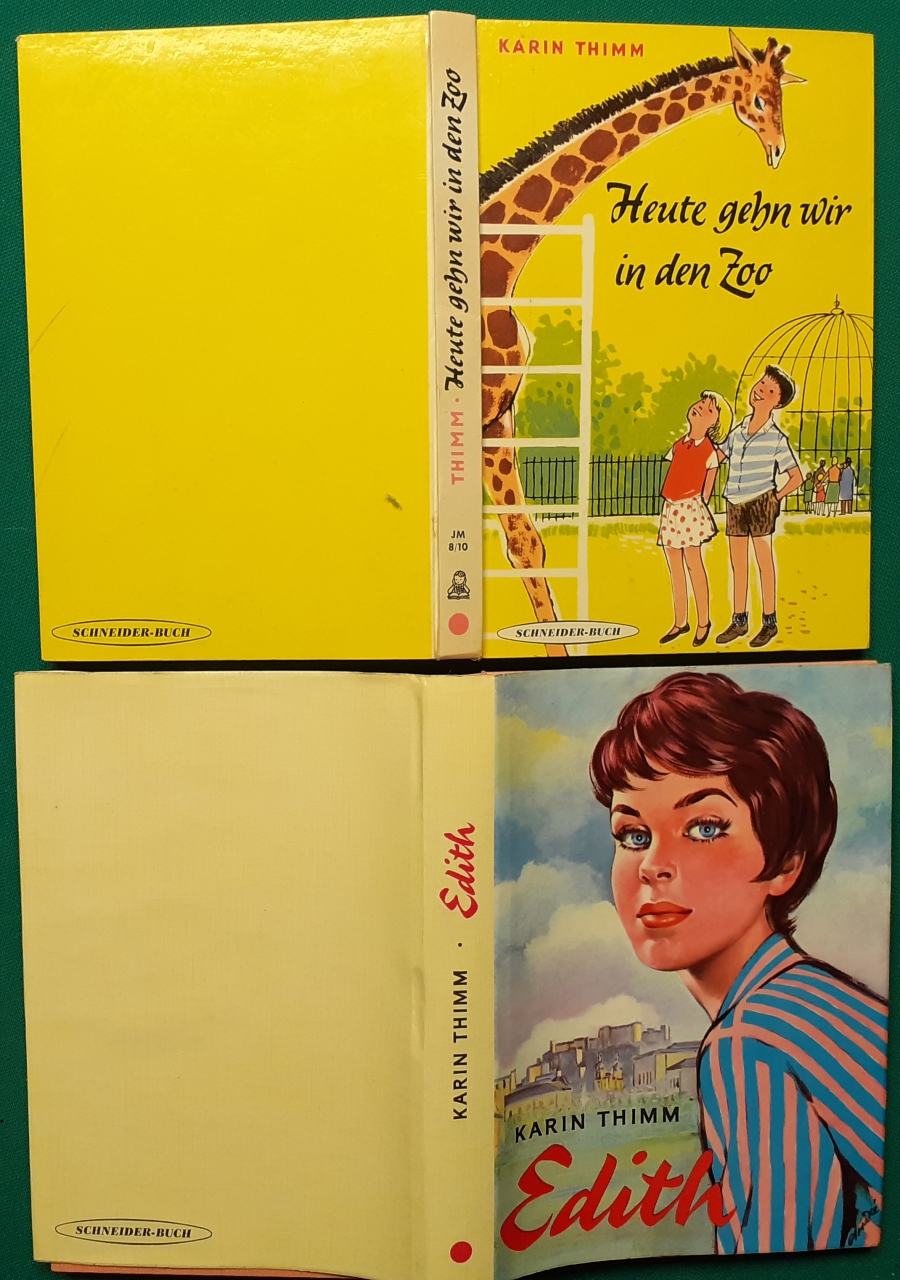 KARIN THIMM
Heute gehn wir
in den Zoo
SCHNEIDER-BUCH
THIMM · Heute gehn wir in den Zoo
JM
8/10
SCHNEIDER-BUCH
KARIN THIMM
Edith
KARIN THIMM · Edith
SCHNEIDER-BUCH